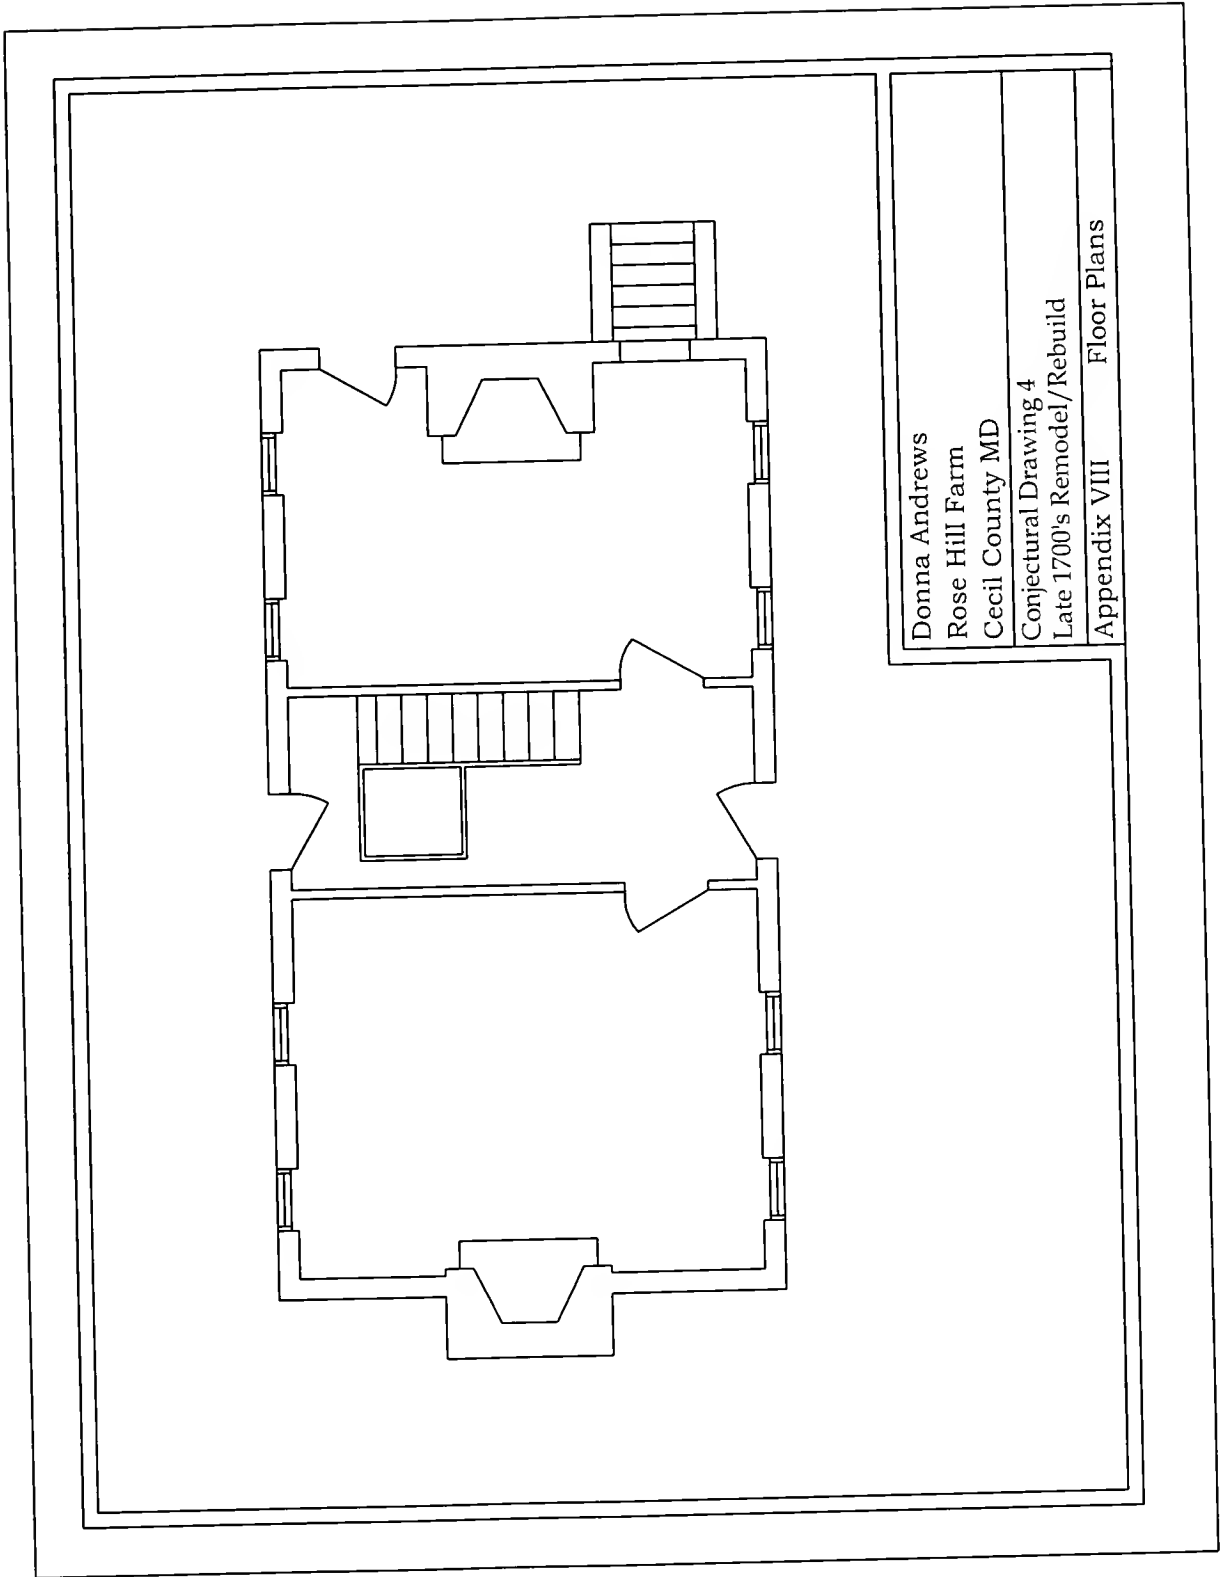 Donna Andrews
Rose Hill Farm
Cecil County MD
Conjectural Drawing 4
Late 1700's Remodel/Rebuild
Appendix VIII Floor Plans